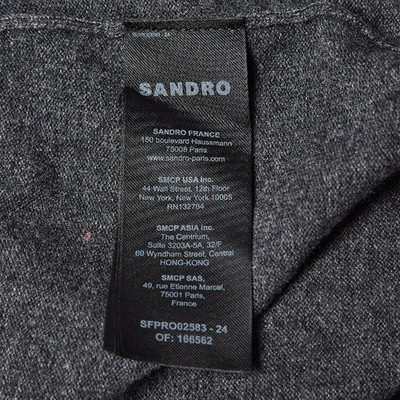 SANDRO
SANDRO FRANCE
150 boulevard Haussmann
75008 Paris
www.sandro-paris.com
SMCP USA Inc.
44 Wall Street, 12th Floor
New York, New York 10005
RN132784
SMCP ASIA Inc.
The Centrium,
Suite 3203A-5A, 32/F
60 Wyndham Street, Central
HONG-KONG
SMCP SAS,
49, rue Etienne Marcel,
75001 Paris,
France
SFPRO02583 - 24
OF: 166562